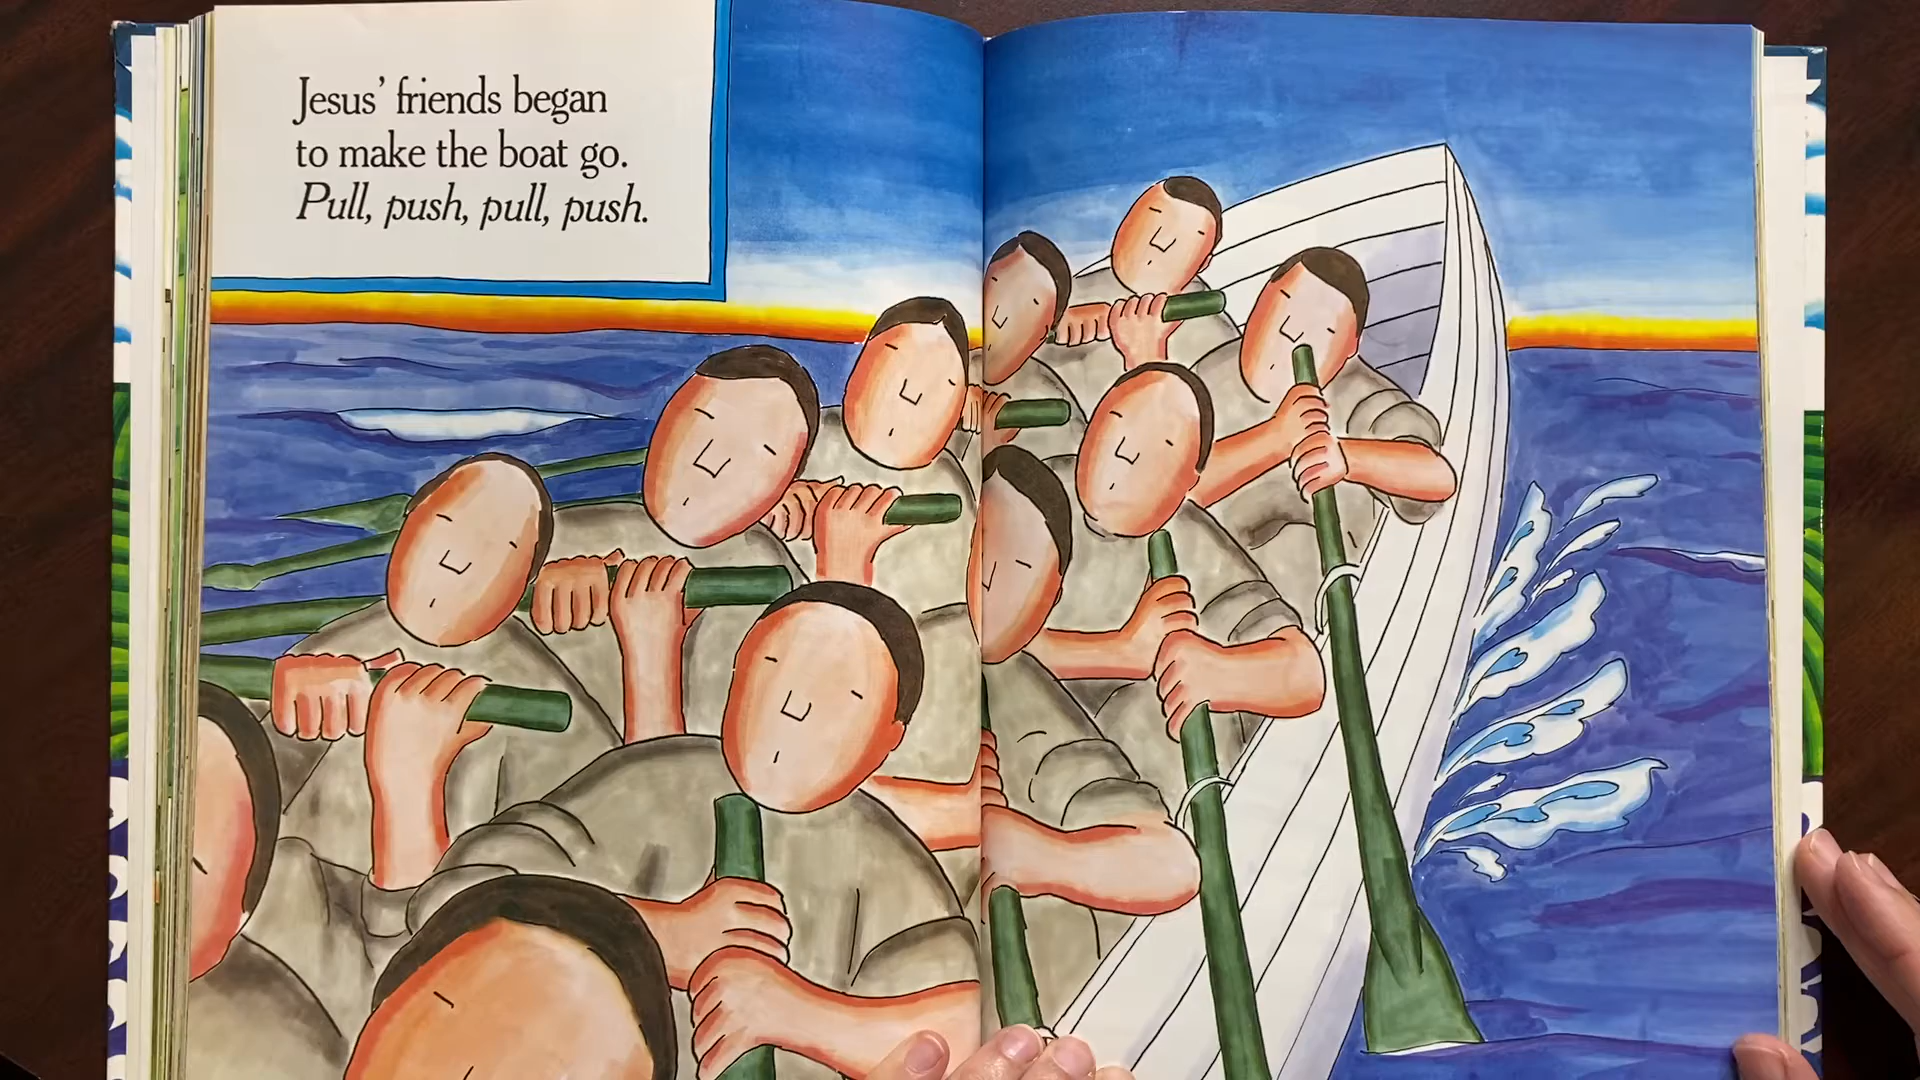 Jesus’ friends began
to make the boat go.
Pull, push, pull, push.